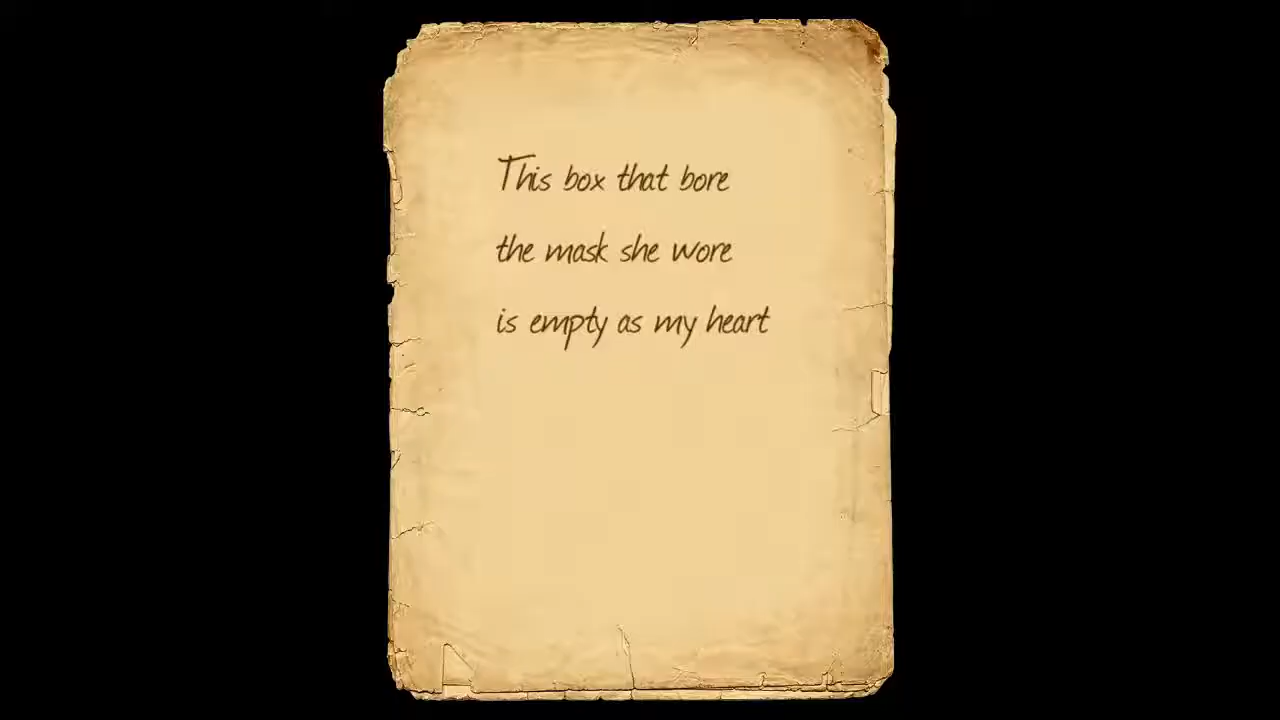 This box that bore
the mask she wore
is empty as my heart